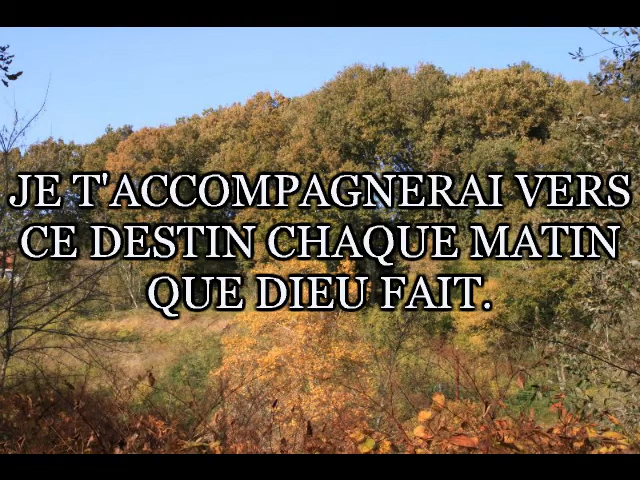 JE T'ACCOMPAGNERAI VERS
CE DESTIN CHAQUE MATIN
QUE DIEU FAIT.